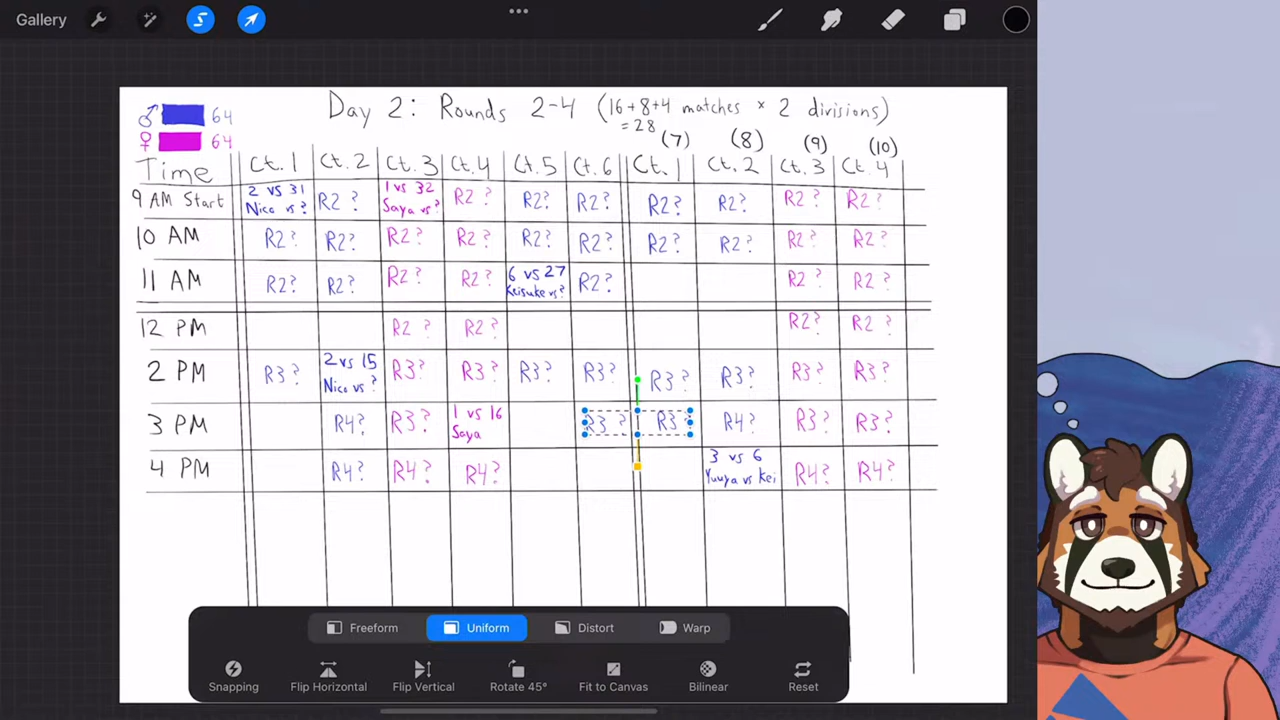 Gallery
♂ 64
♀ 64
Day 2: Rounds 2-4 (16+8+4 matches × 2 divisions)
=28
(7) (8) (9) (10)
Time Ct. 1 Ct. 2 Ct. 3 Ct. 4 Ct. 5 Ct. 6 Ct. 1 Ct. 2 Ct. 3 Ct. 4
9 AM Start 2 vs 31 Nico vs ? R2 ? 1 vs 32 Saya vs ? R2 ? R2? R2? R2? R2? R2? R2?
10 AM R2? R2? R2? R2? R2? R2? R2? R2? R2? R2?
11 AM R2? R2? R2? R2? 6 vs 27 Keisuke vs ? R2? R2? R2?
12 PM R2 ? R2 ? R2? R2 ?
2 PM R3? 2 vs 15 Nico vs ? R3? R3? R3? R3? R3? R3? R3? R3?
3 PM R4? R3? 1 vs 16 Saya R3 ? R3 ? R4? R3? R3?
4 PM R4? R4? R4? 3 vs 6 Yuuya vs Kei R4? R4?
Freeform Uniform Distort Warp
Snapping Flip Horizontal Flip Vertical Rotate 45° Fit to Canvas Bilinear Reset